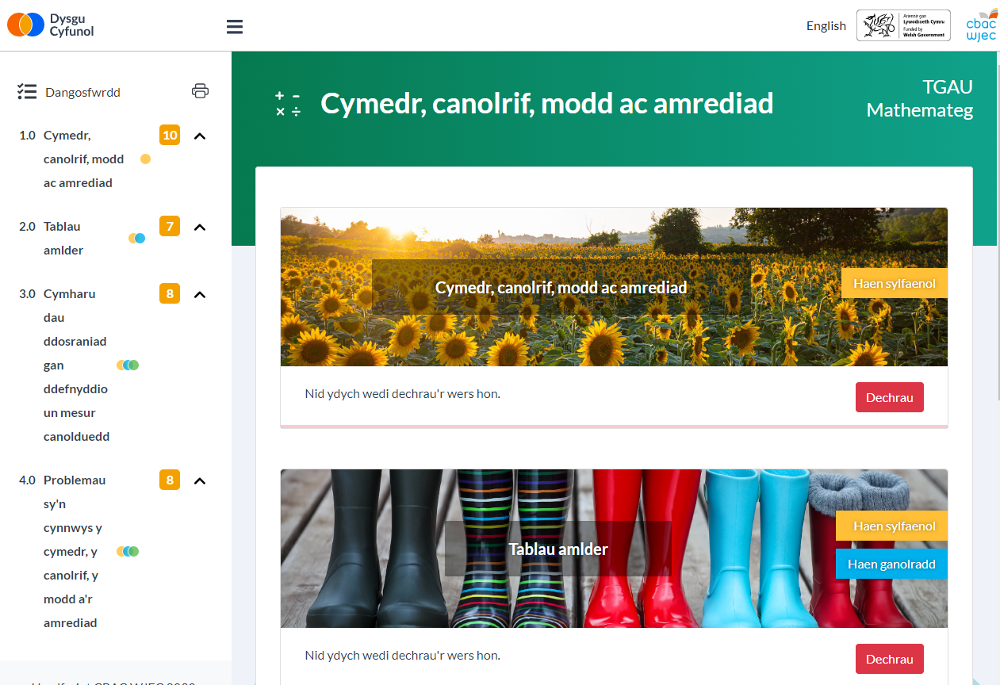 Dysgu
Cyfunol
English
Ariennir gan
Lywodraeth Cymru
Funded by
Welsh Government
cbac
wjec
Dangosfwrdd
1.0 Cymedr, 10
canolrif, modd
ac amrediad
2.0 Tablau 7
amlder
3.0 Cymharu 8
dau
ddosraniad
gan
ddefnyddio
un mesur
canolduedd
4.0 Problemau 8
sy'n
cynnwys y
cymedr, y
canolrif, y
modd a'r
amrediad
Cymedr, canolrif, modd ac amrediad
TGAU
Mathemateg
Cymedr, canolrif, modd ac amrediad
Haen sylfaenol
Nid ydych wedi dechrau'r wers hon.
Dechrau
Tablau amlder
Haen sylfaenol
Haen ganolradd
Nid ydych wedi dechrau'r wers hon.
Dechrau